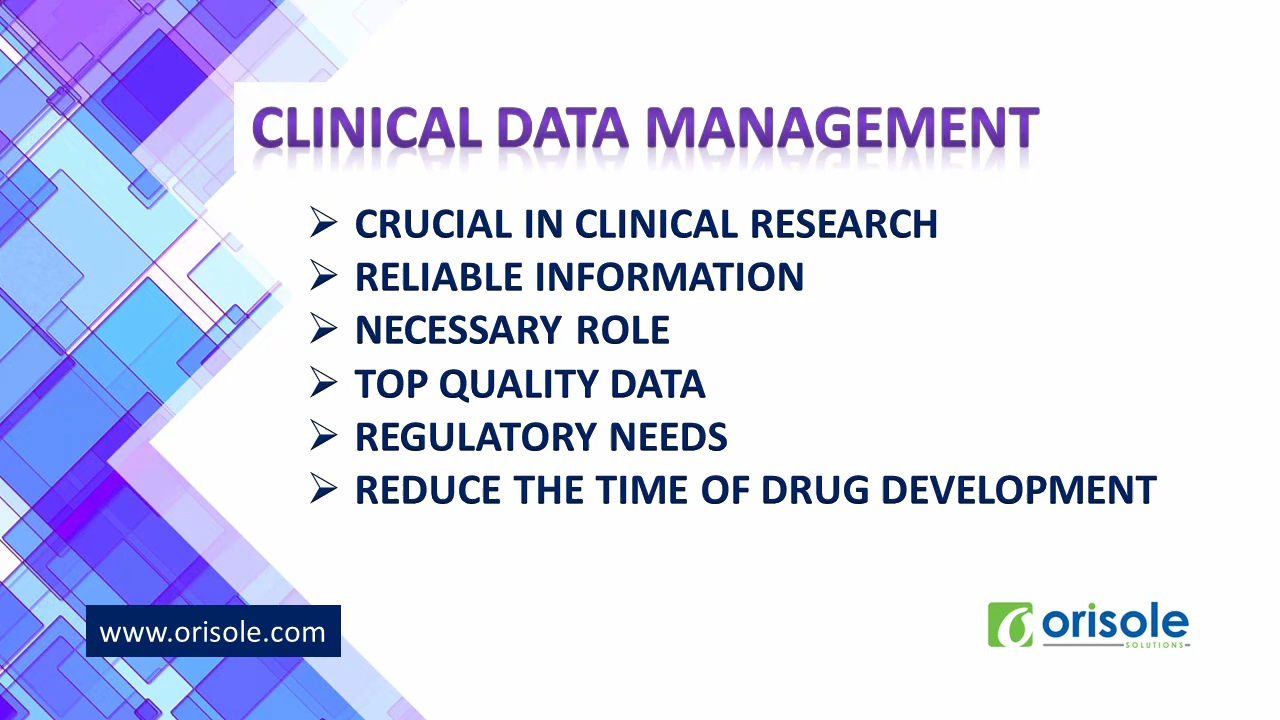 CLINICAL DATA MANAGEMENT
CRUCIAL IN CLINICAL RESEARCH
RELIABLE INFORMATION
NECESSARY ROLE
TOP QUALITY DATA
REGULATORY NEEDS
REDUCE THE TIME OF DRUG DEVELOPMENT
www.orisole.com
orisole
SOLUTIONS